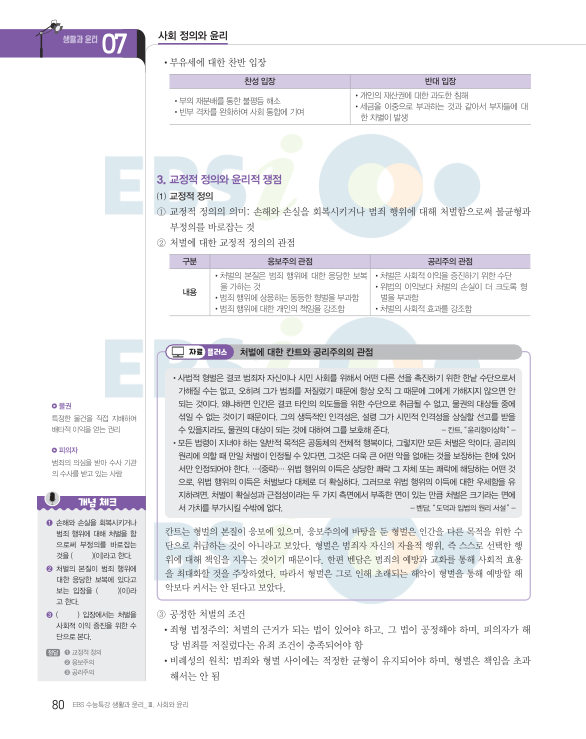 생활과 윤리 07
사회 정의와 윤리
• 부유세에 대한 찬반 입장
찬성 입장
반대 입장
• 부의 재분배를 통한 불평등 해소
• 빈부 격차를 완화하여 사회 통합에 기여
• 개인의 재산권에 대한 과도한 침해
• 세금을 이중으로 부과하는 것과 같아서 부자들에 대
한 처벌이 발생
3. 교정적 정의와 윤리적 쟁점
(1) 교정적 정의
① 교정적 정의의 의미: 손해와 손실을 회복시키거나 범죄 행위에 대해 처벌함으로써 불균형과
부정의를 바로잡는 것
② 처벌에 대한 교정적 정의의 관점
구분
응보주의 관점
공리주의 관점
내용
• 처벌의 본질은 범죄 행위에 대한 응당한 보복
을 가하는 것
• 범죄 행위에 상응하는 동등한 형벌을 부과함
• 범죄 행위에 대한 개인의 책임을 강조함
• 처벌은 사회적 이익을 증진하기 위한 수단
• 위법의 이익보다 처벌의 손실이 더 크도록 형
벌을 부과함
• 처벌의 사회적 효과를 강조함
자료 플러스 처벌에 대한 칸트와 공리주의의 관점
• 사법적 형벌은 결코 범죄자 자신이나 시민 사회를 위해서 어떤 다른 선을 촉진하기 위한 한낱 수단으로서
가해질 수는 없고, 오히려 그가 범죄를 저질렀기 때문에 항상 오직 그 때문에 그에게 가해지지 않으면 안
되는 것이다. 왜냐하면 인간은 결코 타인의 의도들을 위한 수단으로 취급될 수 없고, 물권의 대상들 중에
섞일 수 없는 것이기 때문이다. 그의 생득적인 인격성은, 설령 그가 시민적 인격성을 상실할 선고를 받을
수 있을지라도, 물권의 대상이 되는 것에 대하여 그를 보호해 준다.
– 칸트, “윤리형이상학” –
• 모든 법령이 지녀야 하는 일반적 목적은 공동체의 전체적 행복이다. 그렇지만 모든 처벌은 악이다. 공리의
원리에 의할 때 만일 처벌이 인정될 수 있다면, 그것은 더욱 큰 어떤 악을 없애는 것을 보장하는 한에 있어
서만 인정되어야 한다. …(중략)… 위법 행위의 이득은 상당한 쾌락 그 자체 또는 쾌락에 해당하는 어떤 것
으로, 위법 행위의 이득은 처벌보다 대체로 더 확실하다. 그러므로 위법 행위의 이득에 대한 우세함을 유
지하려면, 처벌이 확실성과 근접성이라는 두 가지 측면에서 부족한 면이 있는 만큼 처벌은 크기라는 면에
서 가치를 부가시킬 수밖에 없다.
– 벤담, “도덕과 입법의 원리 서설” –
칸트는 형벌의 본질이 응보에 있으며, 응보주의에 바탕을 둔 형벌은 인간을 다른 목적을 위한 수
단으로 취급하는 것이 아니라고 보았다. 형벌은 범죄자 자신의 자율적 행위, 즉 스스로 선택한 행
위에 대해 책임을 지우는 것이기 때문이다. 한편 벤담은 범죄의 예방과 교화를 통해 사회적 효용
을 최대화할 것을 주장하였다. 따라서 형벌은 그로 인해 초래되는 해악이 형벌을 통해 예방할 해
악보다 커서는 안 된다고 보았다.
③ 공정한 처벌의 조건
• 죄형 법정주의: 처벌의 근거가 되는 법이 있어야 하고, 그 법이 공정해야 하며, 피의자가 해
당 범죄를 저질렀다는 유죄 조건이 충족되어야 함
• 비례성의 원칙: 범죄와 형벌 사이에는 적정한 균형이 유지되어야 하며, 형벌은 책임을 초과
해서는 안 됨
물권
특정한 물건을 직접 지배하며
배타적 이익을 얻는 권리
피의자
범죄의 의심을 받아 수사 기관
의 수사를 받고 있는 사람
개념 체크
❶ 손해와 손실을 회복시키거나
범죄 행위에 대해 처벌을 함
으로써 부정의를 바로잡는
것을 ( )(이)라고 한다.
❷ 처벌의 본질이 범죄 행위에
대한 응당한 보복에 있다고
보는 입장을 ( )(이)라
고 한다.
❸ ( ) 입장에서는 처벌을
사회적 이익 증진을 위한 수
단으로 본다.
정답
❶ 교정적 정의
❷ 응보주의
❸ 공리주의
80 EBS 수능특강 생활과 윤리_ Ⅲ. 사회와 윤리
EBSi
EBSi
EBSi